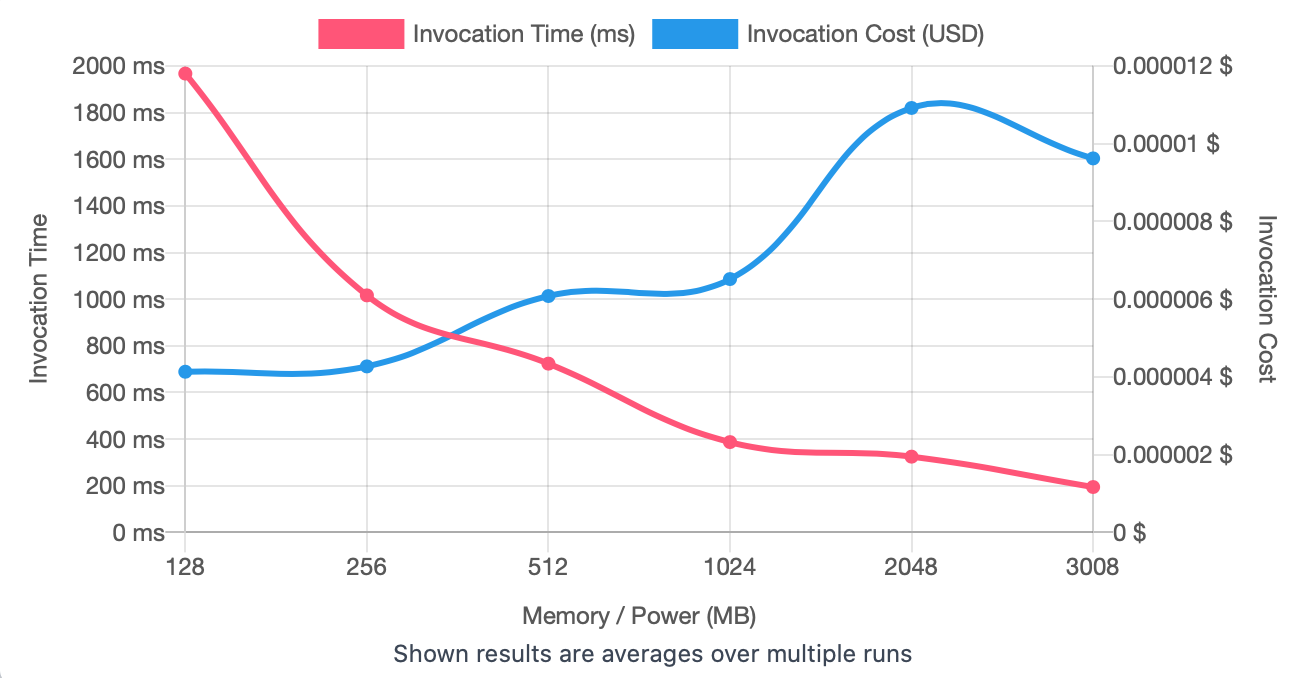 Invocation Time (ms) Invocation Cost (USD)
2000 ms
1800 ms
1600 ms
1400 ms
1200 ms
1000 ms
800 ms
600 ms
400 ms
200 ms
0 ms
Invocation Time
0.000012 $
0.00001 $
0.000008 $
0.000006 $
0.000004 $
0.000002 $
0 $
Invocation Cost
128 256 512 1024 2048 3008
Memory / Power (MB)
Shown results are averages over multiple runs